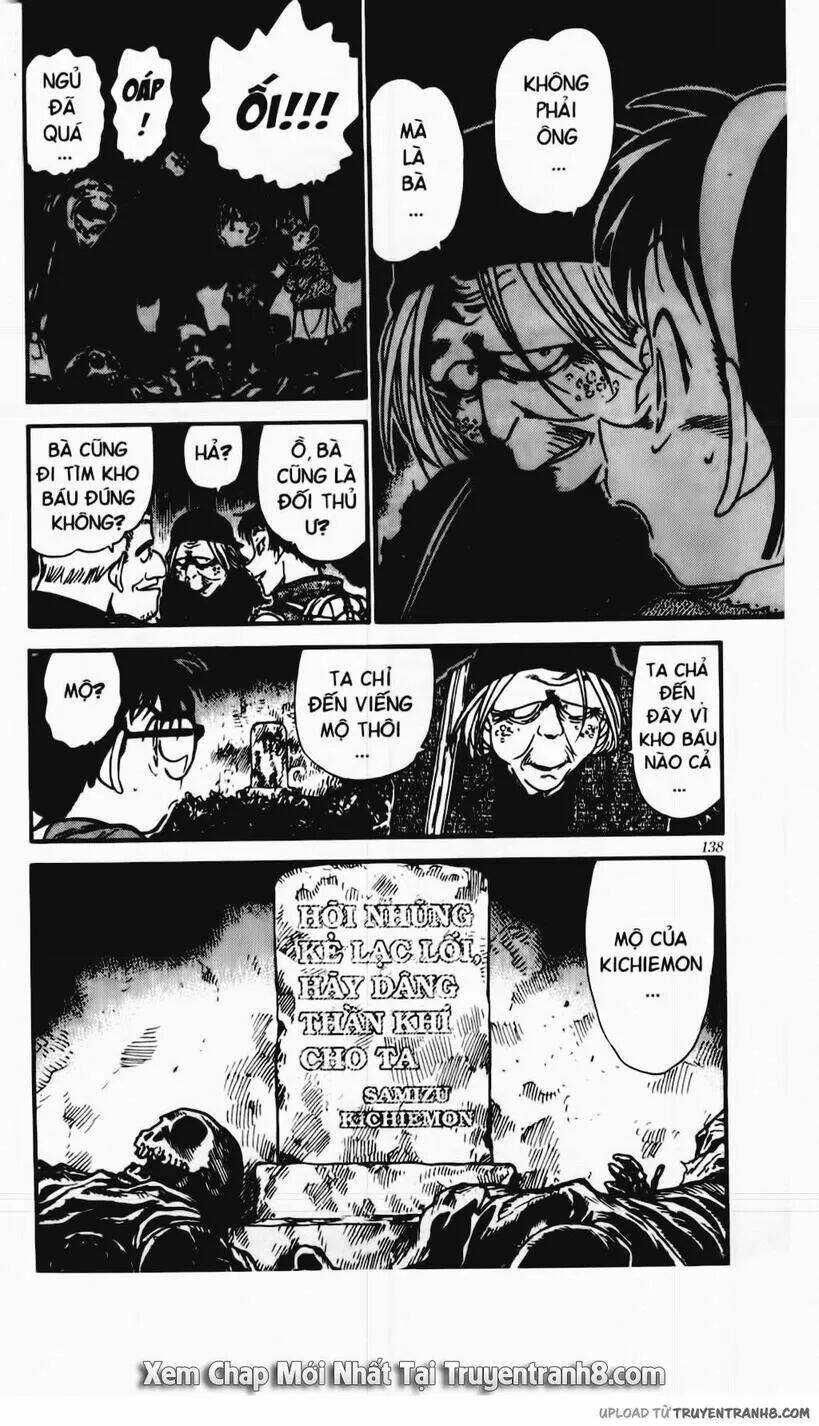 KHÔNG
PHẢI
ÔNG
...
MÀ
LÀ
BÀ
...
ỐI!!!
OÁP
!
NGỦ
ĐÃ
QUÁ
...
Ồ, BÀ
CŨNG LÀ
ĐỐI THỦ
Ư?
HẢ?
BÀ CŨNG
ĐI TÌM KHO
BÁU ĐÚNG
KHÔNG?
TA CHẢ
ĐẾN
ĐÂY VÌ
KHO BÁU
NÀO CẢ
...
TA CHỈ
ĐẾN VIẾNG
MỘ THÔI
...
MỘ?
138
MỘ CỦA
KICHIEMON
...
HỠI NHỮNG
KẺ LẠC LỐI,
HÃY DÂNG
THẦN KHÍ
CHO TA
SAMIZU
KICHIEMON
Xem Chap Mới Nhất Tại Truyentranh8.com
UPLOAD TỪ TRUYENTRANH8.COM